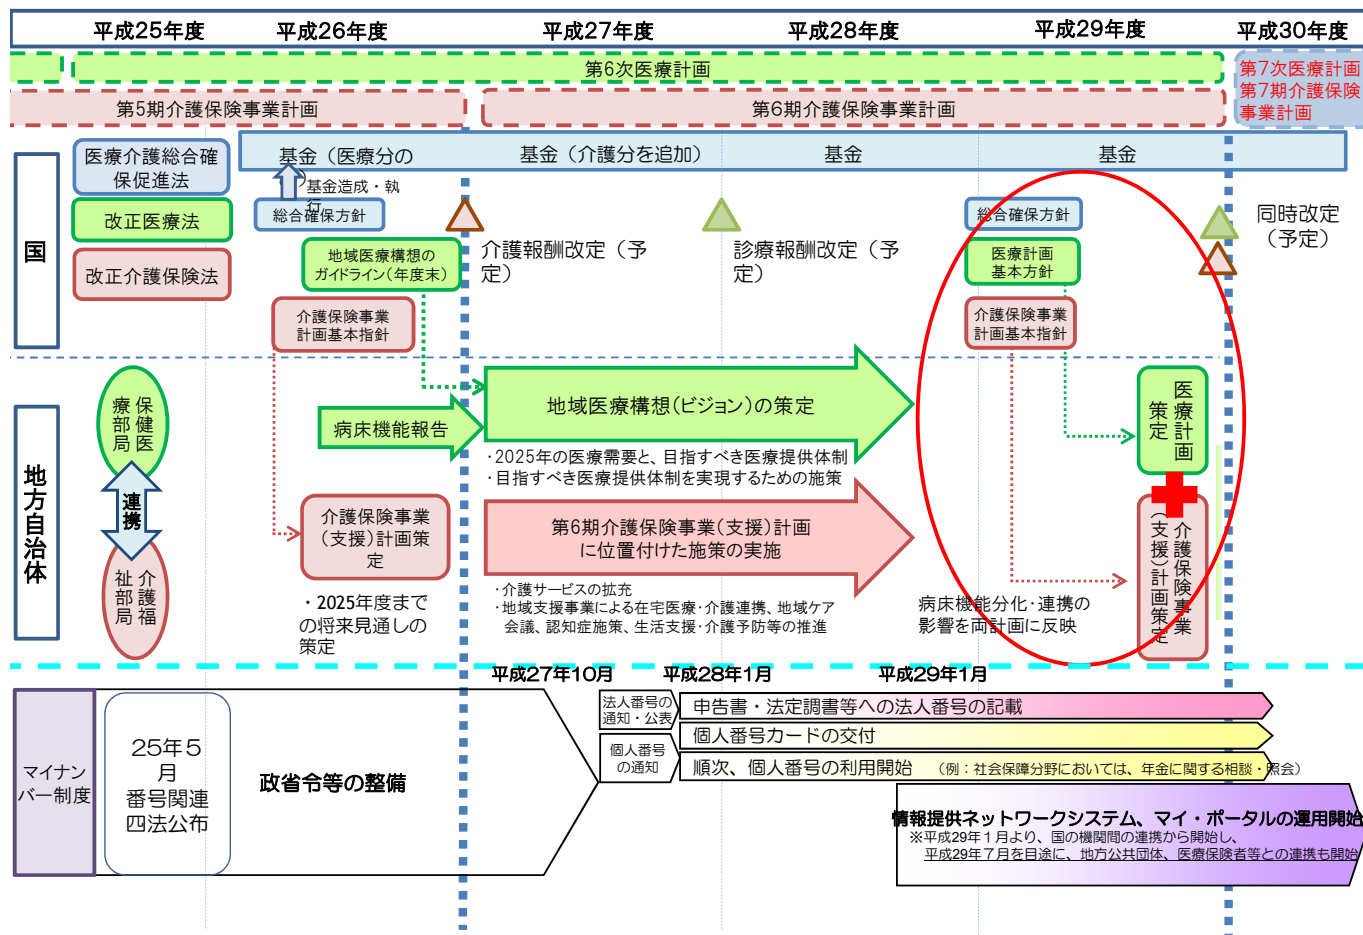 平成25年度
平成26年度
平成27年度
平成28年度
平成29年度
平成30年度
第6次医療計画
第7次医療計画
第7期介護保険
事業計画
第5期介護保険事業計画
第6期介護保険事業計画
国
医療介護総合確
保促進法
改正医療法
改正介護保険法
基金（医療分の
）
基金造成・執
行
基金（介護分を追加）
基金
基金
総合確保方針
地域医療構想の
ガイドライン（年度末）
介護保険事業
計画基本指針
介護報酬改定（予
定）
診療報酬改定（予
定）
総合確保方針
医療計画
基本方針
介護保険事業
計画基本指針
同時改定
（予定）
地方自治体
保健医
療部局
連携
介護福
祉部局
病床機能報告
地域医療構想（ビジョン）の策定
・2025年の医療需要と、目指すべき医療提供体制
・目指すべき医療提供体制を実現するための施策
介護保険事業
（支援）計画策
定
・2025年度まで
の将来見通しの
策定
第6期介護保険事業（支援）計画
に位置付けた施策の実施
・介護サービスの拡充
・地域支援事業による在宅医療・介護連携、地域ケア
会議、認知症施策、生活支援・介護予防等の推進
病床機能分化・連携の
影響を両計画に反映
医療計画
策定
介護保険事業
（支援）計画策定
平成27年10月
平成28年1月
平成29年1月
マイナン
バー制度
25年５
月
番号関連
四法公布
政省令等の整備
法人番号の
通知・公表
個人番号
の通知
申告書・法定調書等への法人番号の記載
個人番号カードの交付
順次、個人番号の利用開始　（例：社会保障分野においては、年金に関する相談・照会）
情報提供ネットワークシステム、マイ・ポータルの運用開始
※平成29年１月より、国の機関間の連携から開始し、
平成29年７月を目途に、地方公共団体、医療保険者等との連携も開始